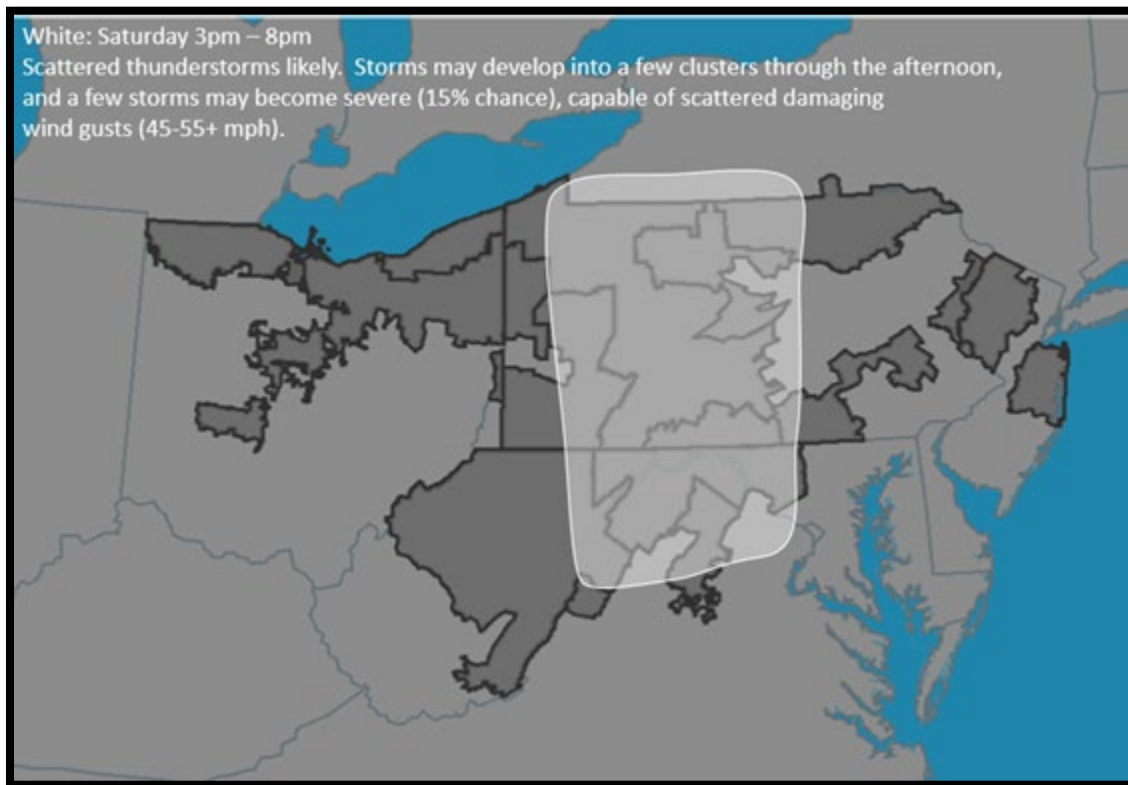 White: Saturday 3pm – 8pm
Scattered thunderstorms likely.  Storms may develop into a few clusters through the afternoon,
and a few storms may become severe (15% chance), capable of scattered damaging
wind gusts (45-55+ mph).